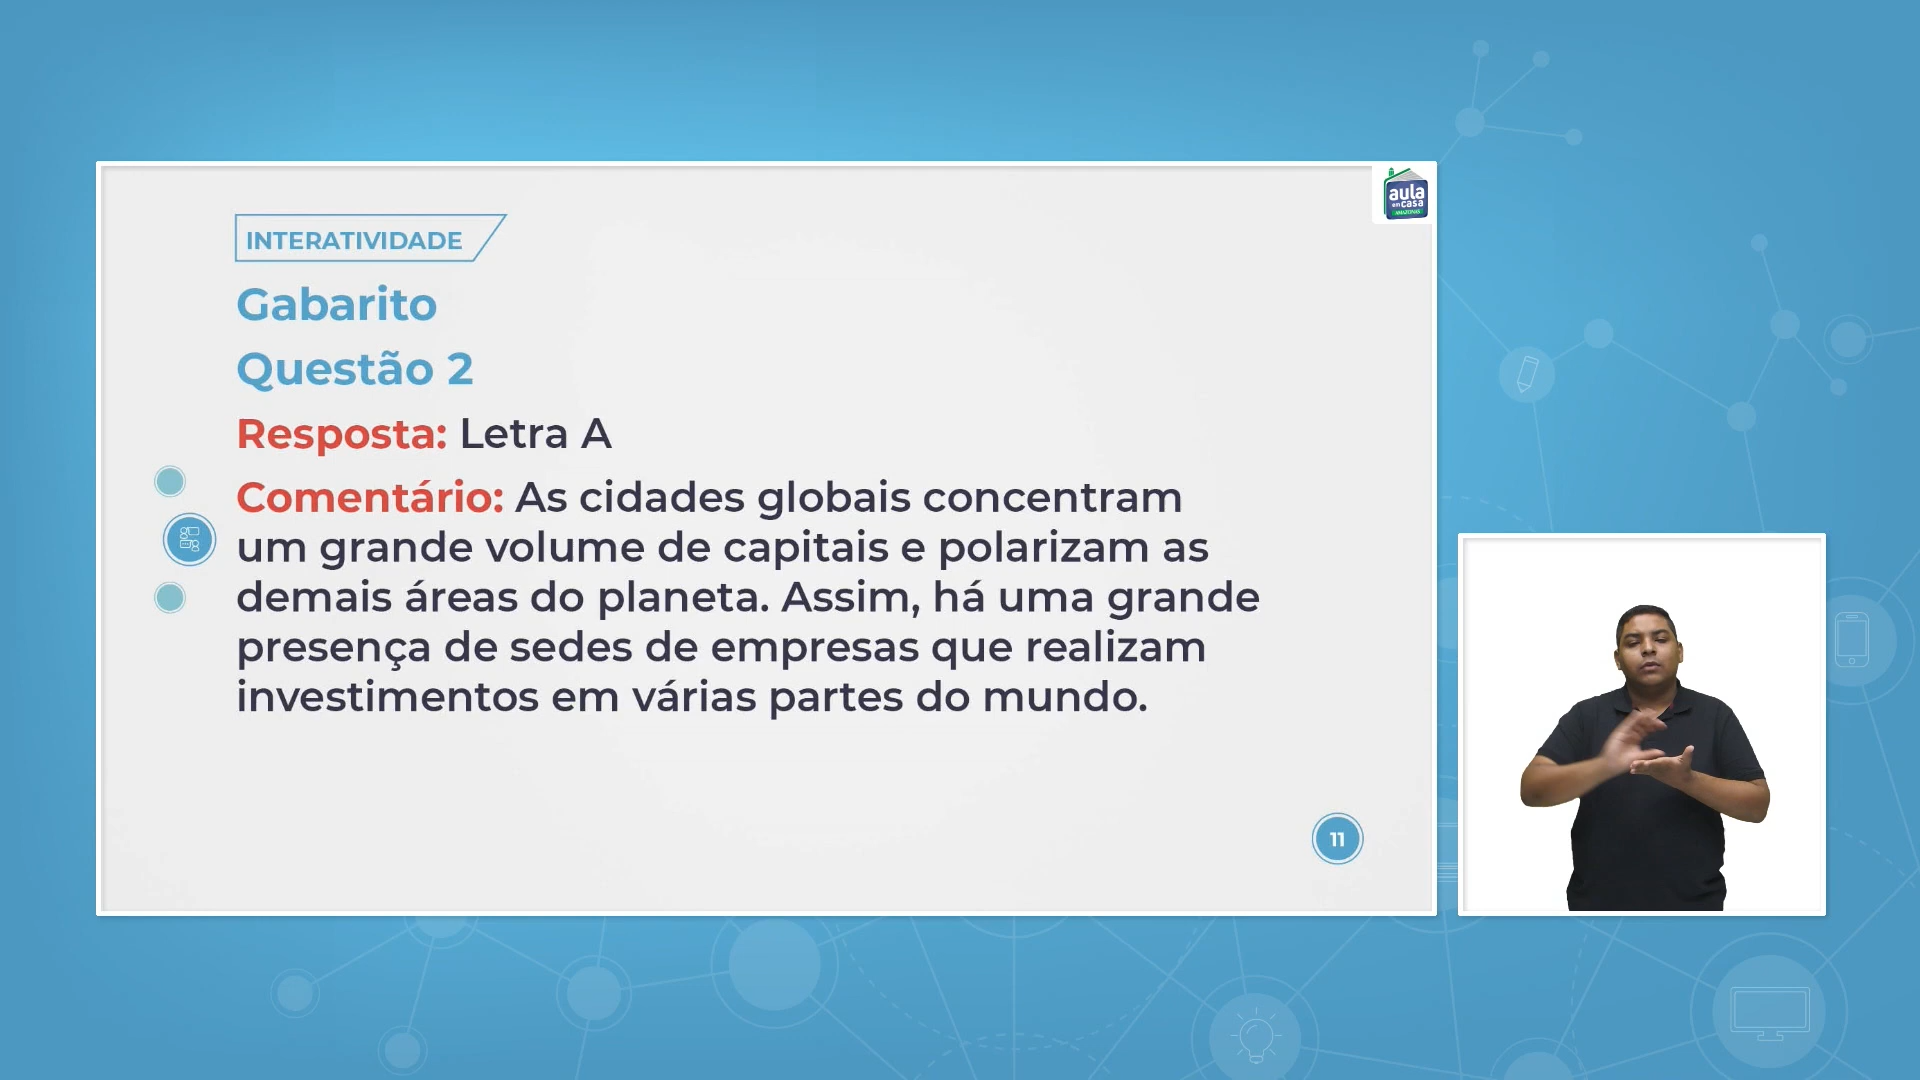 aula
em casa
AMAZONAS
INTERATIVIDADE
Gabarito
Questão 2
Resposta: Letra A
Comentário: As cidades globais concentram
um grande volume de capitais e polarizam as
demais áreas do planeta. Assim, há uma grande
presença de sedes de empresas que realizam
investimentos em várias partes do mundo.
11